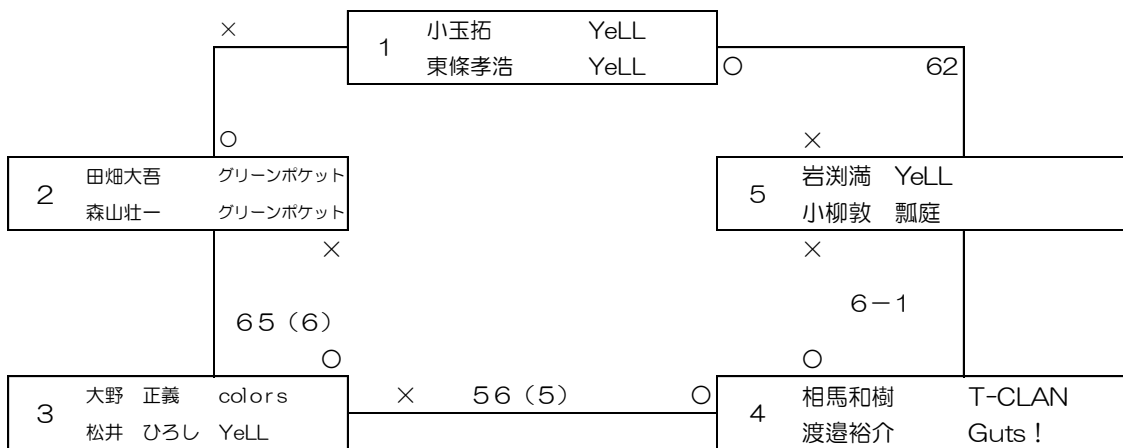 ×
1 小玉拓 YeLL
東條孝浩 YeLL
○ 62
○ ×
2 田畑大吾 グリーンポケット
森山壮一 グリーンポケット
5 岩渕満 YeLL
小柳敦 瓢庭
× ×
65(6) 6-1
○ ○
3 大野 正義 colors
松井 ひろし YeLL
× 56(5) ○
4 相馬和樹 T-CLAN
渡邉裕介 Guts!